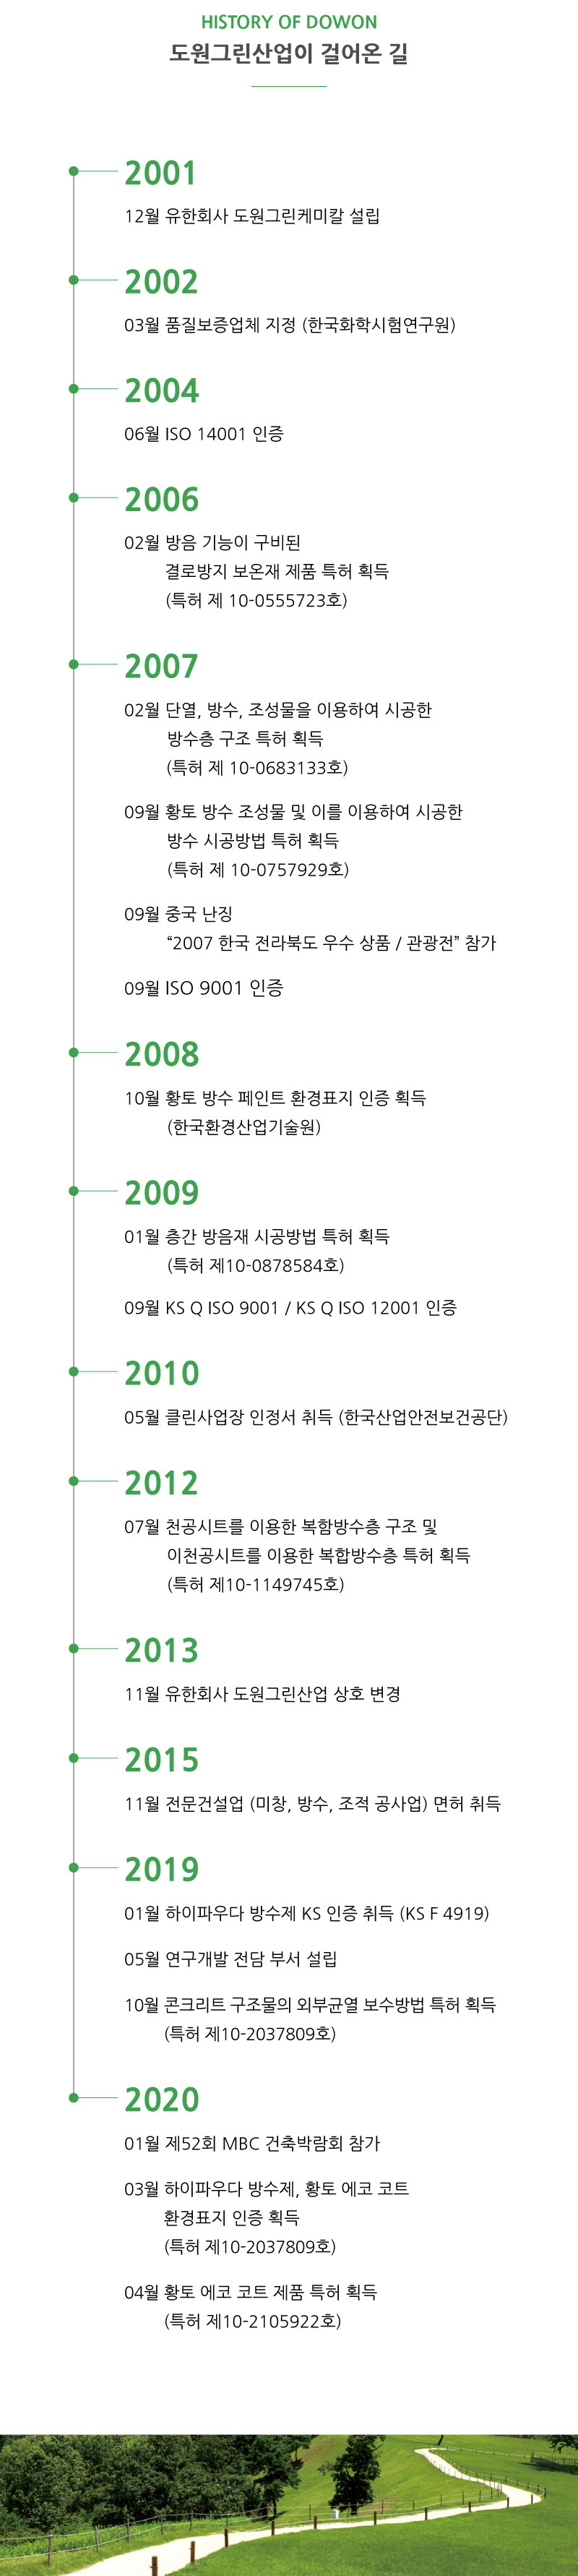 HISTORY OF DOWON
도원그린산업이 걸어온 길
2001
12월 유한회사 도원그린케미칼 설립
2002
03월 품질보증업체 지정 (한국화학시험연구원)
2004
06월 ISO 14001 인증
2006
02월 방음 기능이 구비된
결로방지 보온재 제품 특허 획득
(특허 제 10-0555723호)
2007
02월 단열, 방수, 조성물을 이용하여 시공한
방수층 구조 특허 획득
(특허 제 10-0683133호)
09월 황토 방수 조성물 및 이를 이용하여 시공한
방수 시공방법 특허 획득
(특허 제 10-0757929호)
09월 중국 난징
“2007 한국 전라북도 우수 상품 / 관광전” 참가
09월 ISO 9001 인증
2008
10월 황토 방수 페인트 환경표지 인증 획득
(한국환경산업기술원)
2009
01월 층간 방음재 시공방법 특허 획득
(특허 제10-0878584호)
09월 KS Q ISO 9001 / KS Q ISO 12001 인증
2010
05월 클린사업장 인정서 취득 (한국산업안전보건공단)
2012
07월 천공시트를 이용한 복함방수층 구조 및
이천공시트를 이용한 복합방수층 특허 획득
(특허 제10-1149745호)
2013
11월 유한회사 도원그린산업 상호 변경
2015
11월 전문건설업 (미창, 방수, 조적 공사업) 면허 취득
2019
01월 하이파우다 방수제 KS 인증 취득 (KS F 4919)
05월 연구개발 전담 부서 설립
10월 콘크리트 구조물의 외부균열 보수방법 특허 획득
(특허 제10-2037809호)
2020
01월 제52회 MBC 건축박람회 참가
03월 하이파우다 방수제, 황토 에코 코트
환경표지 인증 획득
(특허 제10-2037809호)
04월 황토 에코 코트 제품 특허 획득
(특허 제10-2105922호)